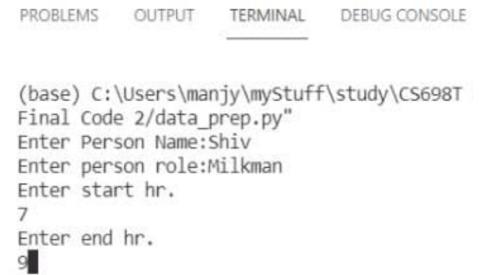 PROBLEMS OUTPUT TERMINAL DEBUG CONSOLE
(base) C:\Users\manjy\myStuff\study\CS698T
Final Code 2/data_prep.py"
Enter Person Name:Shiv
Enter person role:Milkman
Enter start hr.
7
Enter end hr.
9